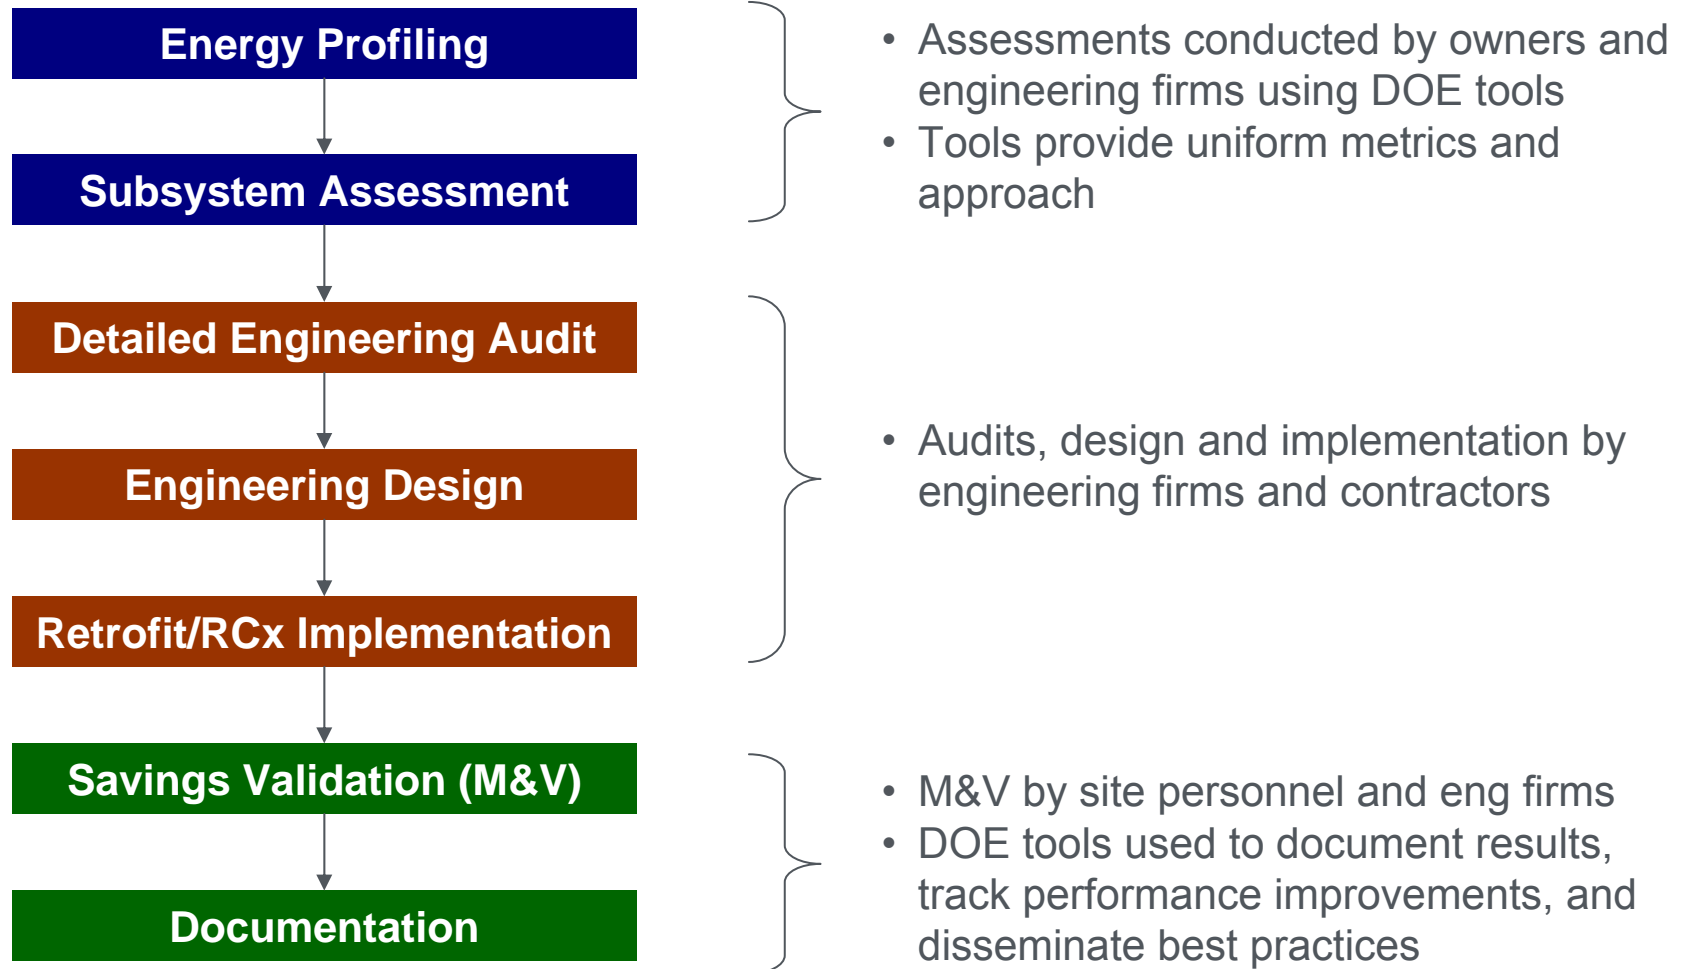 Energy Profiling
Subsystem Assessment
Detailed Engineering Audit
Engineering Design
Retrofit/RCx Implementation
Savings Validation (M&V)
Documentation
• Assessments conducted by owners and
engineering firms using DOE tools
• Tools provide uniform metrics and
approach
• Audits, design and implementation by
engineering firms and contractors
• M&V by site personnel and eng firms
• DOE tools used to document results,
track performance improvements, and
disseminate best practices